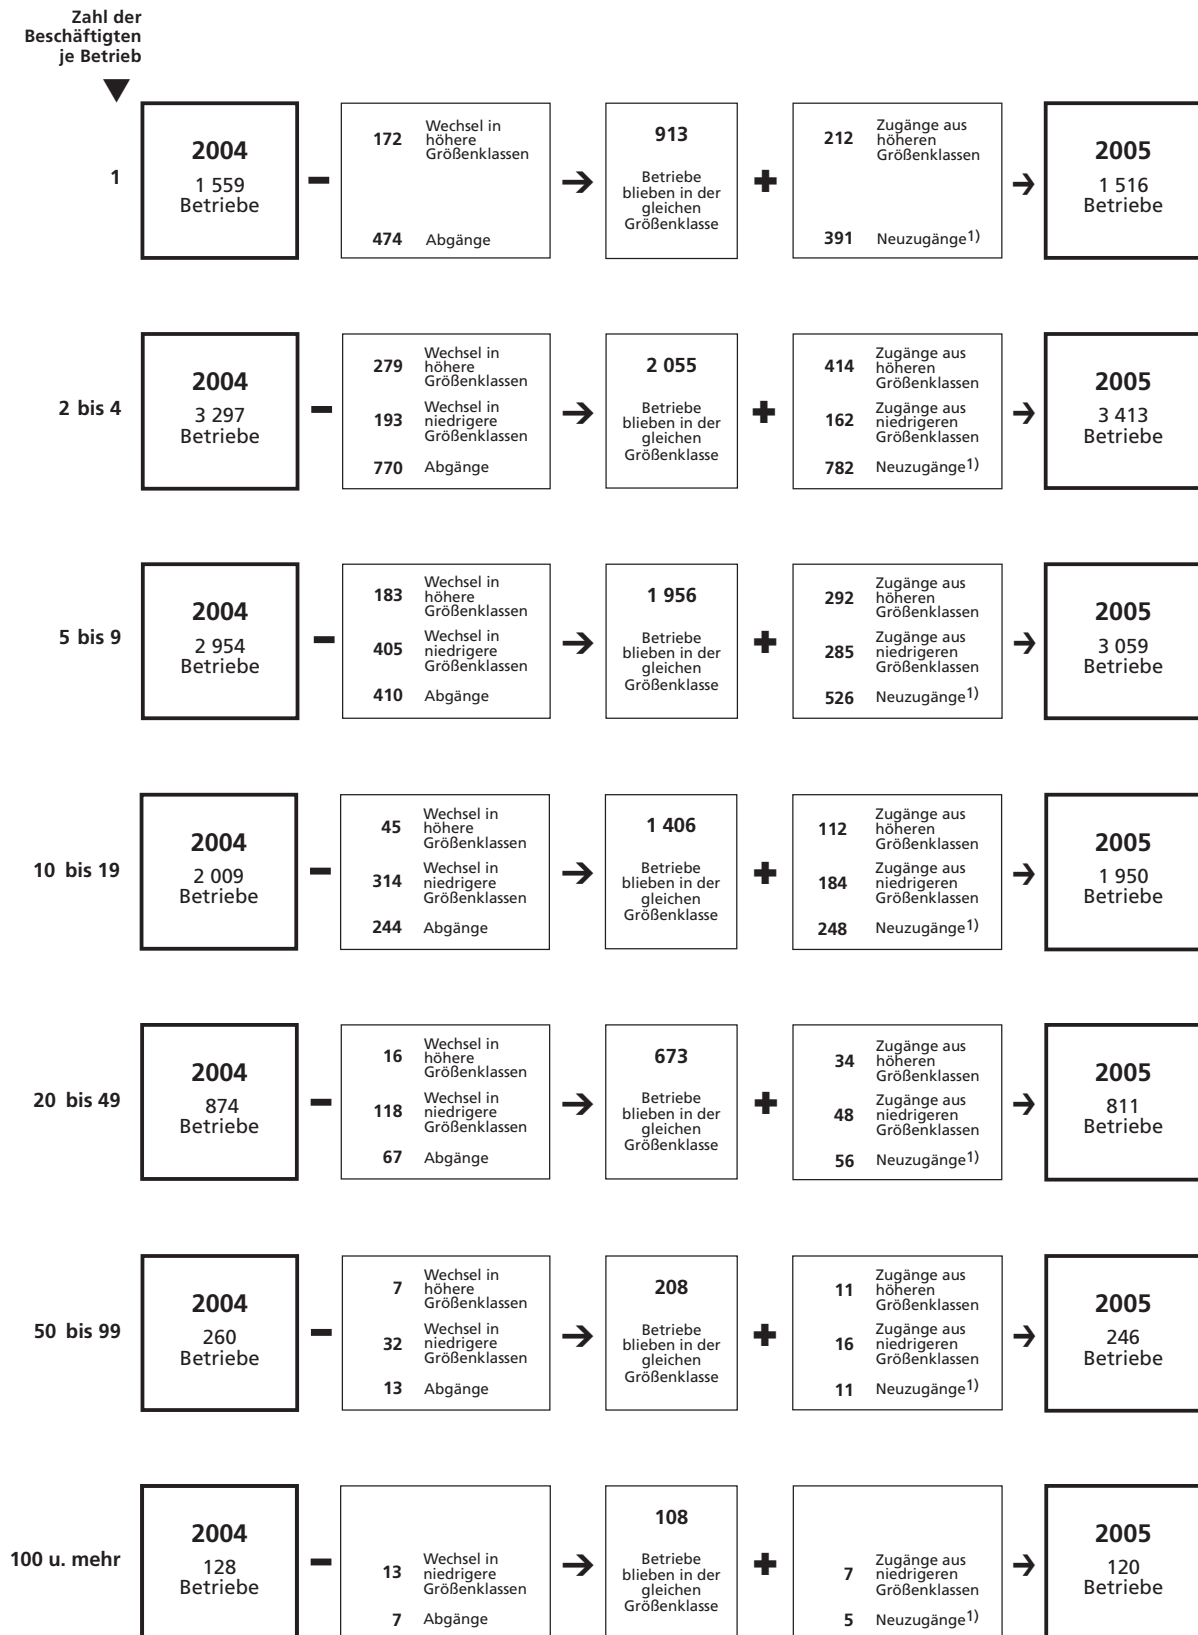 Zahl der
Beschäftigten
je Betrieb
1
2004
1 559
Betriebe
172 Wechsel in
höhere
Größenklassen
474 Abgänge
913
Betriebe
blieben in der
gleichen
Größenklasse
212 Zugänge aus
höheren
Größenklassen
391 Neuzugänge1)
2005
1 516
Betriebe
2 bis 4
2004
3 297
Betriebe
279 Wechsel in
höhere
Größenklassen
193 Wechsel in
niedrigere
Größenklassen
770 Abgänge
2 055
Betriebe
blieben in der
gleichen
Größenklasse
414 Zugänge aus
höheren
Größenklassen
162 Zugänge aus
niedrigeren
Größenklassen
782 Neuzugänge1)
2005
3 413
Betriebe
5 bis 9
2004
2 954
Betriebe
183 Wechsel in
höhere
Größenklassen
405 Wechsel in
niedrigere
Größenklassen
410 Abgänge
1 956
Betriebe
blieben in der
gleichen
Größenklasse
292 Zugänge aus
höheren
Größenklassen
285 Zugänge aus
niedrigeren
Größenklassen
526 Neuzugänge1)
2005
3 059
Betriebe
10 bis 19
2004
2 009
Betriebe
45 Wechsel in
höhere
Größenklassen
314 Wechsel in
niedrigere
Größenklassen
244 Abgänge
1 406
Betriebe
blieben in der
gleichen
Größenklasse
112 Zugänge aus
höheren
Größenklassen
184 Zugänge aus
niedrigeren
Größenklassen
248 Neuzugänge1)
2005
1 950
Betriebe
20 bis 49
2004
874
Betriebe
16 Wechsel in
höhere
Größenklassen
118 Wechsel in
niedrigere
Größenklassen
67 Abgänge
673
Betriebe
blieben in der
gleichen
Größenklasse
34 Zugänge aus
höheren
Größenklassen
48 Zugänge aus
niedrigeren
Größenklassen
56 Neuzugänge1)
2005
811
Betriebe
50 bis 99
2004
260
Betriebe
7 Wechsel in
höhere
Größenklassen
32 Wechsel in
niedrigere
Größenklassen
13 Abgänge
208
Betriebe
blieben in der
gleichen
Größenklasse
11 Zugänge aus
höheren
Größenklassen
16 Zugänge aus
niedrigeren
Größenklassen
11 Neuzugänge1)
2005
246
Betriebe
100 u. mehr
2004
128
Betriebe
13 Wechsel in
niedrigere
Größenklassen
7 Abgänge
108
Betriebe
blieben in der
gleichen
Größenklasse
7 Zugänge aus
niedrigeren
Größenklassen
5 Neuzugänge1)
2005
120
Betriebe